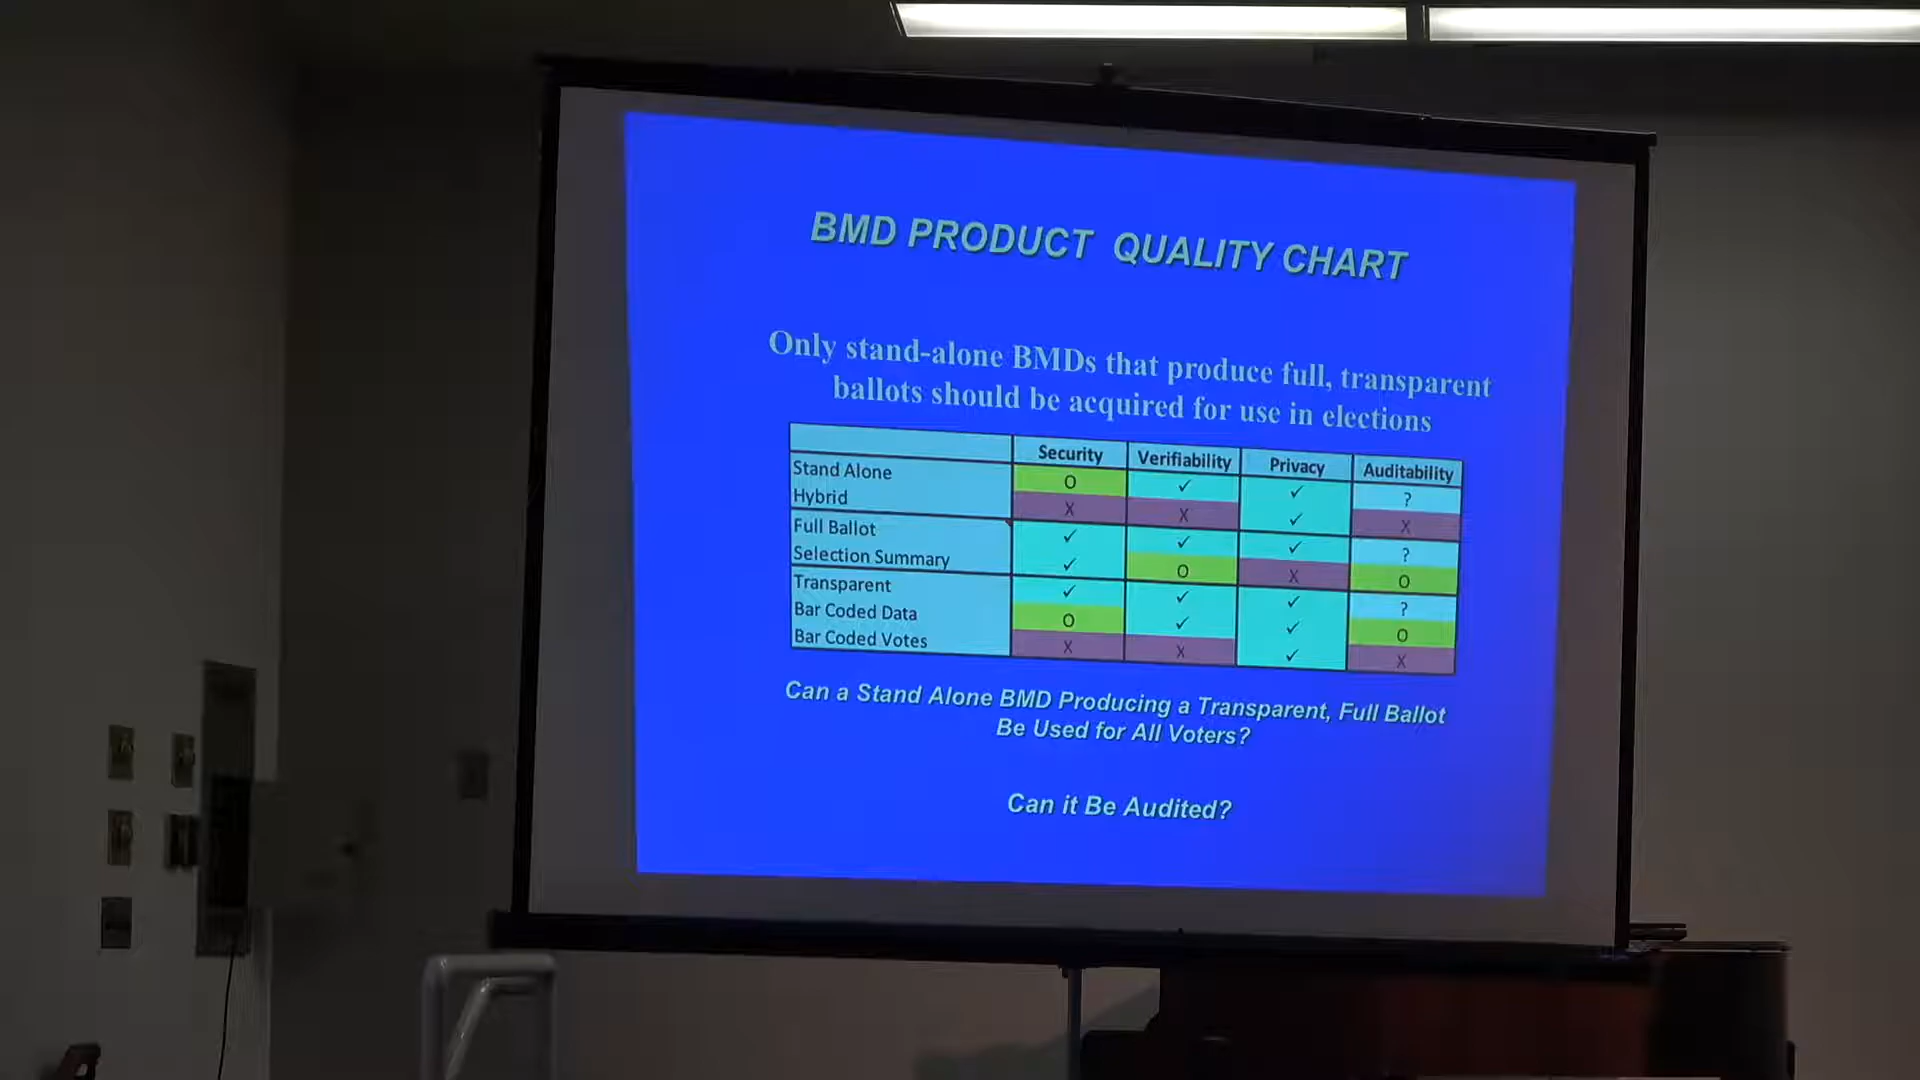 BMD PRODUCT QUALITY CHART
Only stand-alone BMDs that produce full, transparent
ballots should be acquired for use in elections
Security Verifiability Privacy Auditability
Stand Alone O ✓ ✓ ?
Hybrid X X ✓ X
Full Ballot ✓ ✓ ✓ ?
Selection Summary ✓ O X O
Transparent ✓ ✓ ✓ ?
Bar Coded Data O ✓ ✓ O
Bar Coded Votes X X ✓ X
Can a Stand Alone BMD Producing a Transparent, Full Ballot
Be Used for All Voters?
Can it Be Audited?